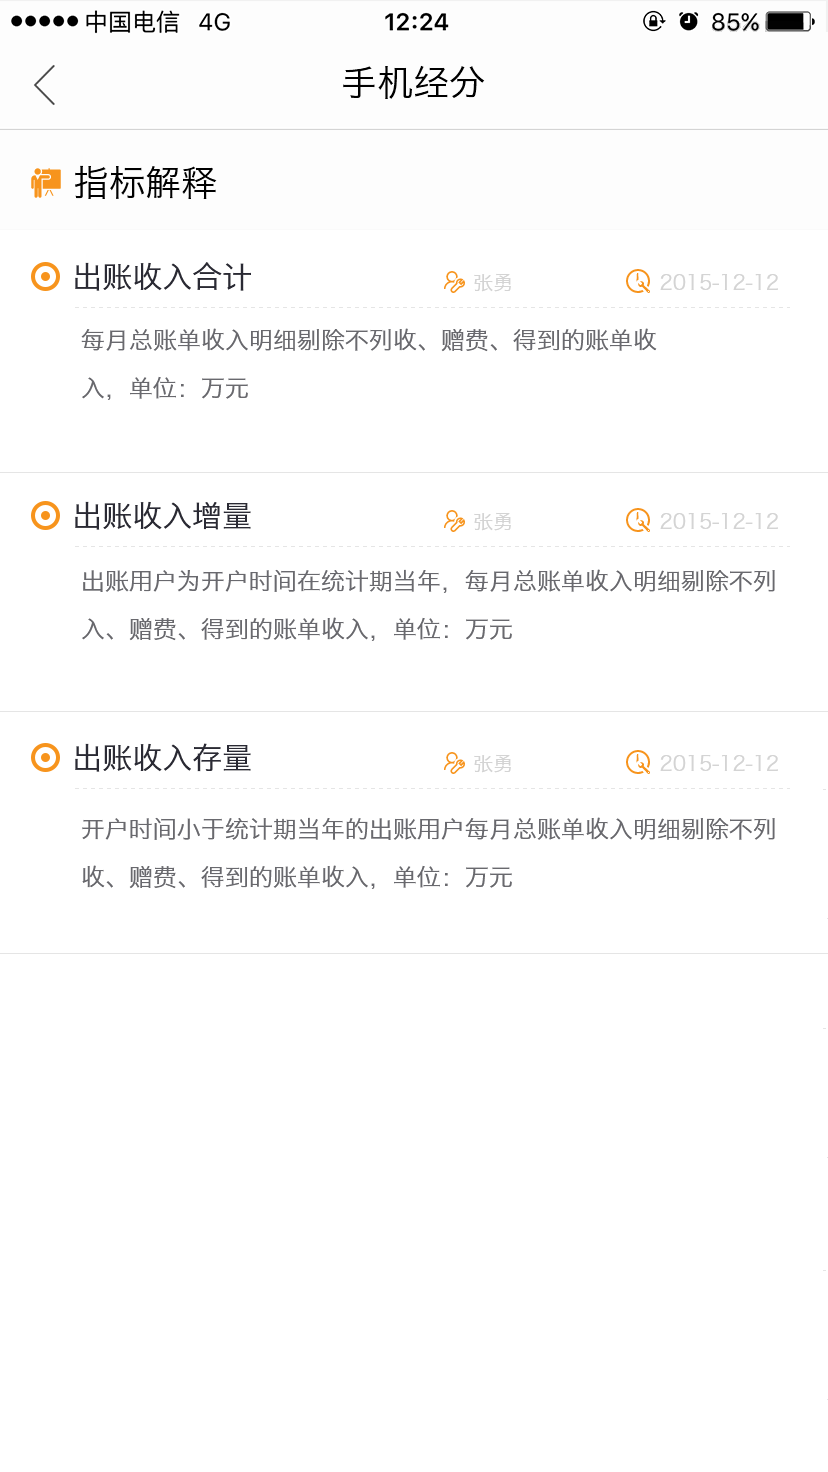 中国电信 4G 12:24 85%
手机经分
指标解释
出账收入合计 张勇 2015-12-12
每月总账单收入明细剔除不列收、赠费、得到的账单收
入，单位：万元
出账收入增量 张勇 2015-12-12
出账用户为开户时间在统计期当年，每月总账单收入明细剔除不列
入、赠费、得到的账单收入，单位：万元
出账收入存量 张勇 2015-12-12
开户时间小于统计期当年的出账用户每月总账单收入明细剔除不列
收、赠费、得到的账单收入，单位：万元